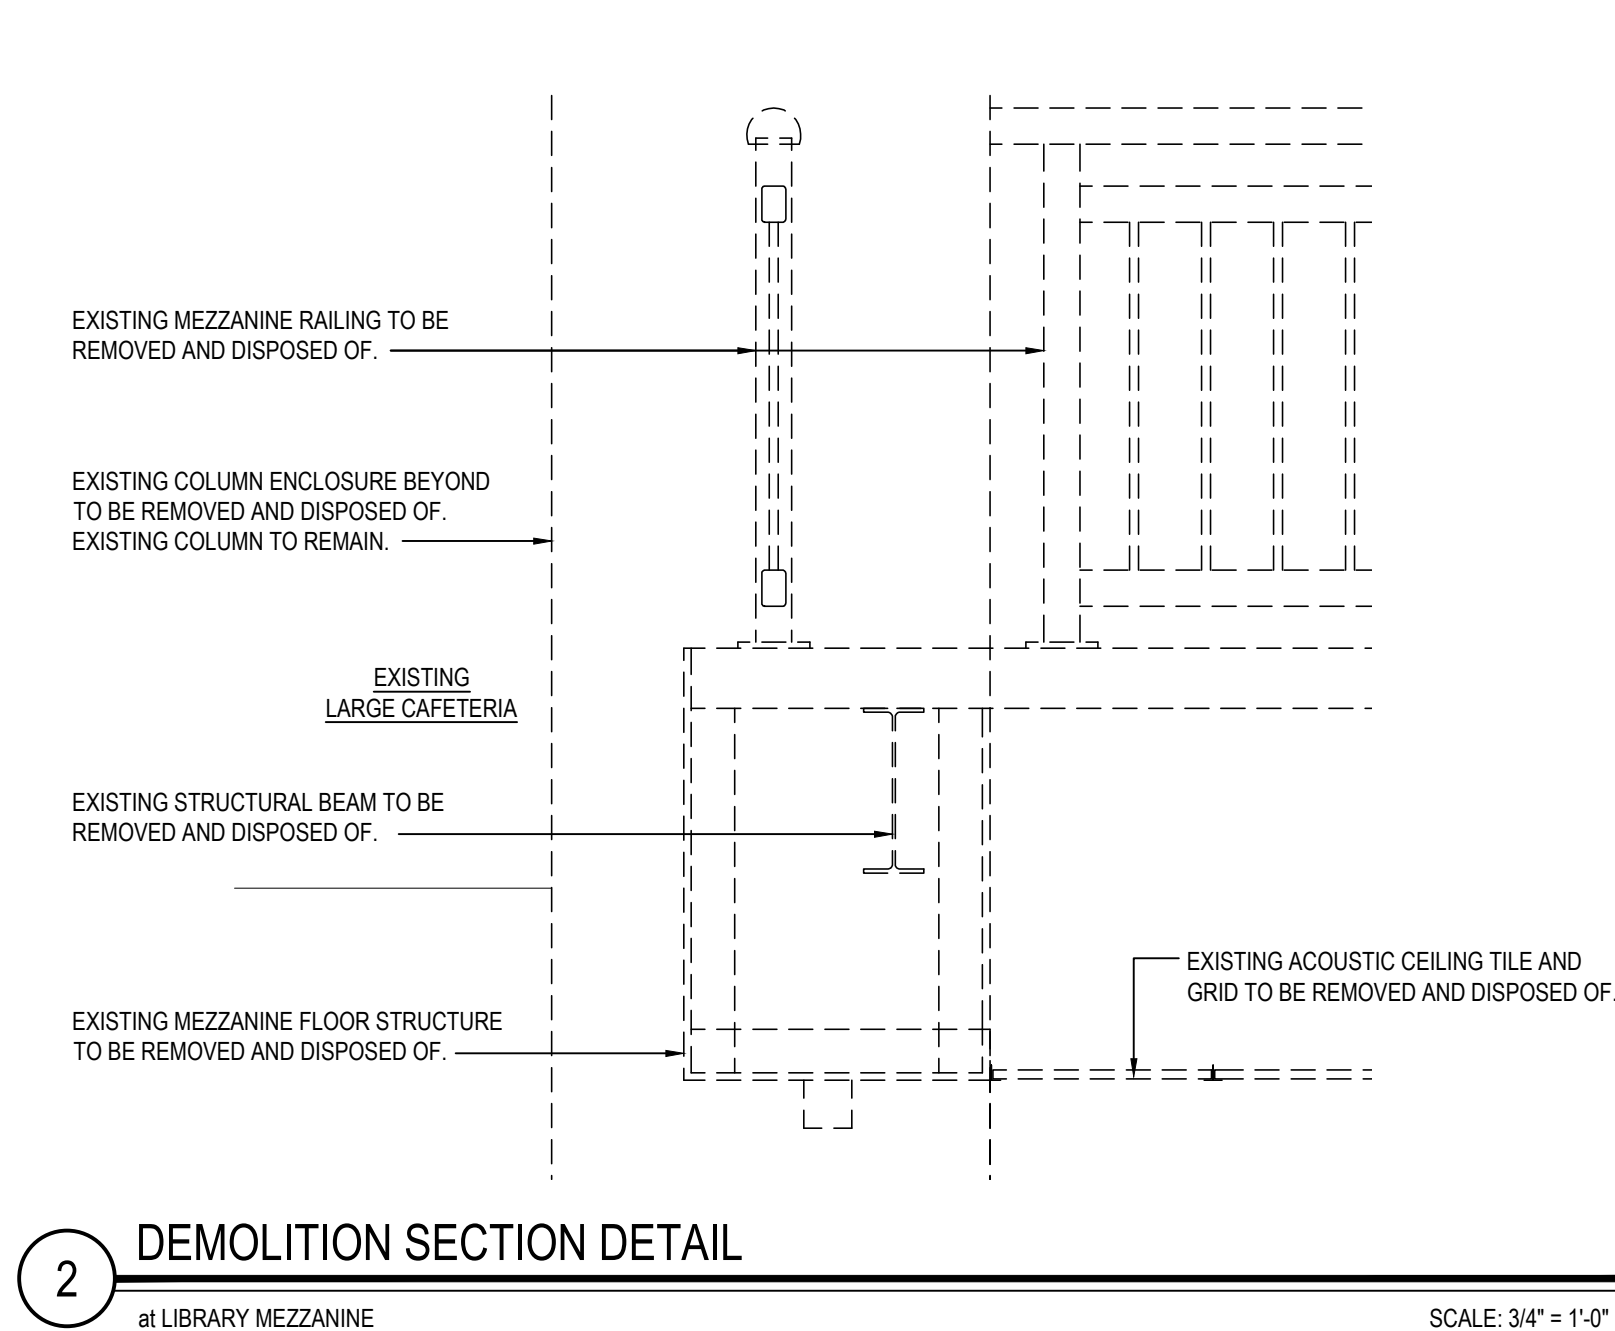 EXISTING MEZZANINE RAILING TO BE
REMOVED AND DISPOSED OF.
EXISTING COLUMN ENCLOSURE BEYOND
TO BE REMOVED AND DISPOSED OF.
EXISTING COLUMN TO REMAIN.
EXISTING
LARGE CAFETERIA
EXISTING STRUCTURAL BEAM TO BE
REMOVED AND DISPOSED OF.
EXISTING ACOUSTIC CEILING TILE AND
GRID TO BE REMOVED AND DISPOSED OF.
EXISTING MEZZANINE FLOOR STRUCTURE
TO BE REMOVED AND DISPOSED OF.
2
DEMOLITION SECTION DETAIL
at LIBRARY MEZZANINE
SCALE: 3/4" = 1'-0"